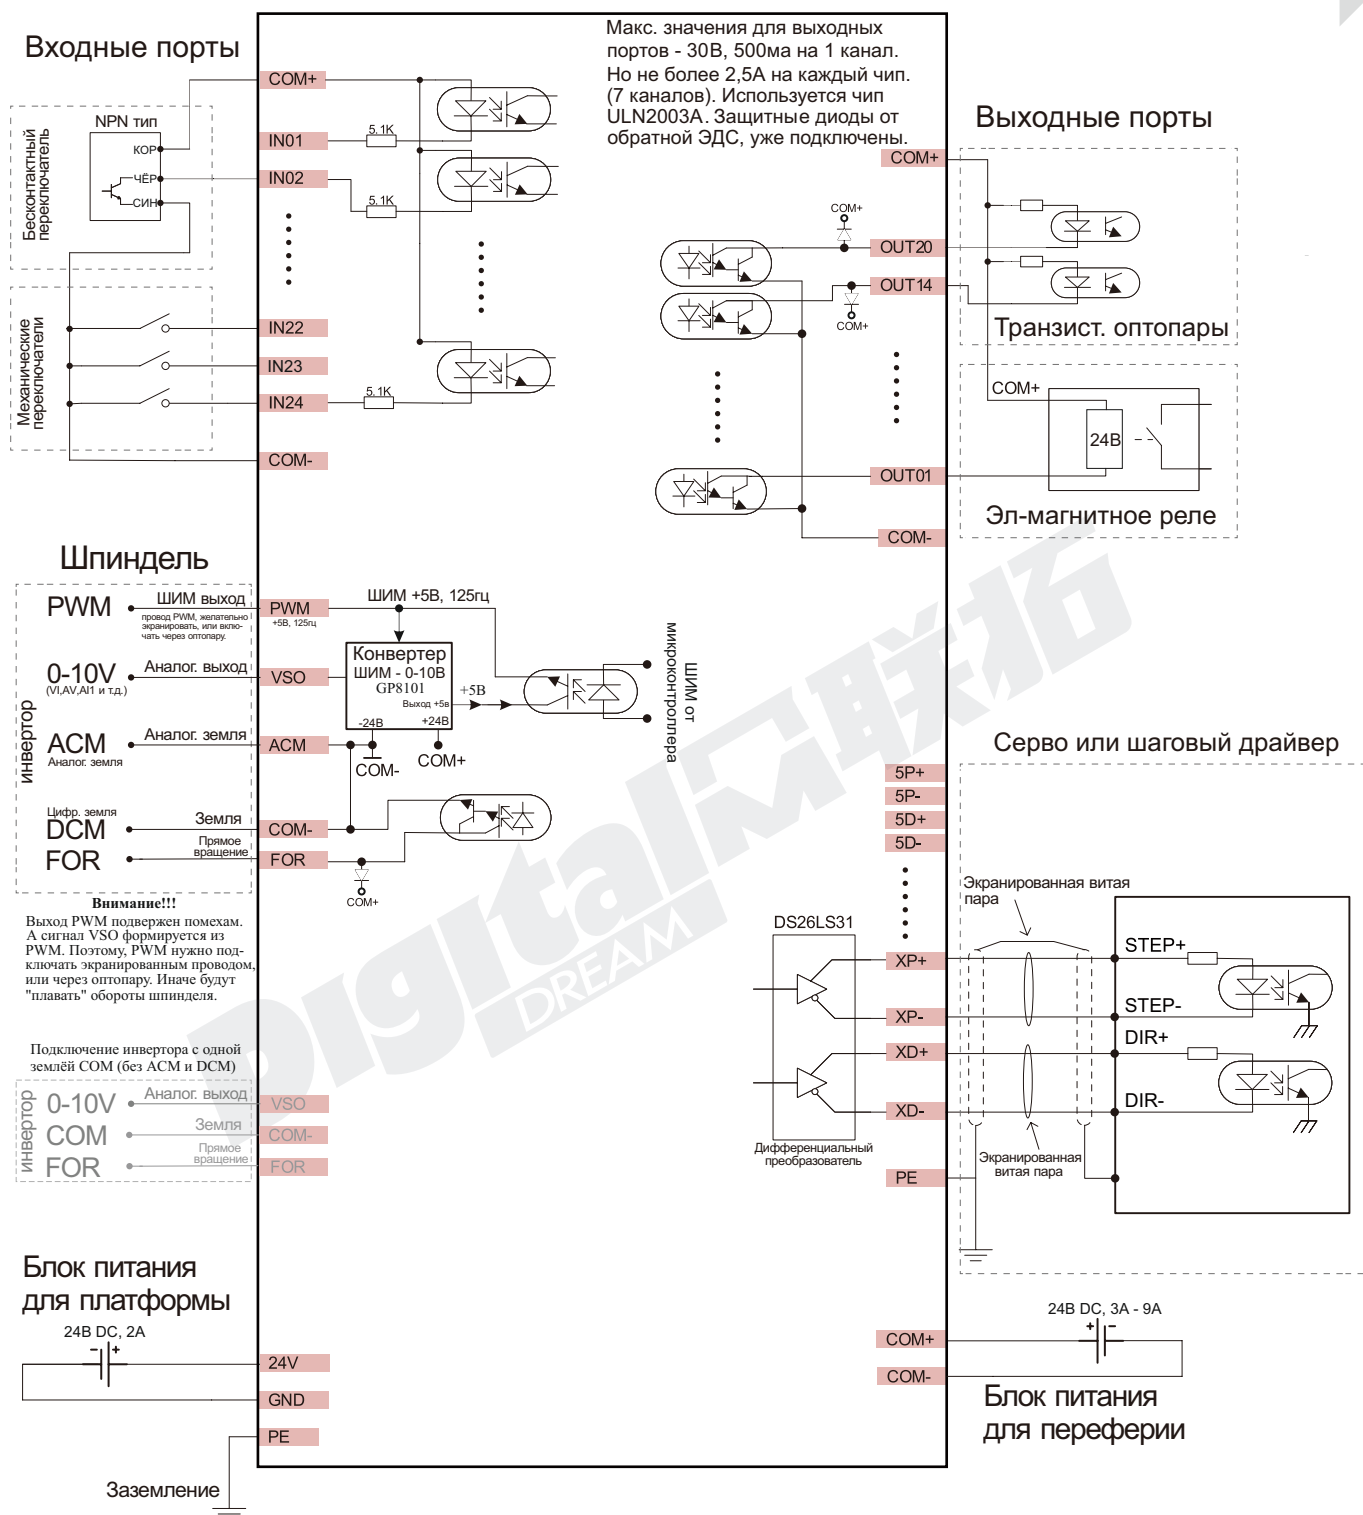 Входные порты
COM+
NPN тип
КОР
ЧЁР
СИН
Бесконтактный
переключатель
IN01
5.1K
IN02
5.1K
Механические
переключатели
IN22
IN23
IN24
5.1K
COM-
Макс. значения для выходных
портов - 30В, 500ма на 1 канал.
Но не более 2,5А на каждый чип.
(7 каналов). Используется чип
ULN2003A. Защитные диоды от
обратной ЭДС, уже подключены.
Выходные порты
COM+
COM+
OUT20
OUT14
COM+
Транзист. оптопары
COM+
24В
OUT01
Эл-магнитное реле
COM-
Шпиндель
инвертор
PWM
ШИМ выход
провод PWM, желательно
экранировать, или вклю-
чать через оптопару.
PWM
+5В, 125гц
ШИМ +5В, 125гц
0-10V
(VI,AV,AI1 и т.д.)
Аналог. выход
VSO
Конвертер
ШИМ - 0-10В
GP8101
Выход +5в
-24В
+24В
+5В
COM-
COM+
ШИМ от
микроконтроллера
ACM
Аналог. земля
Аналог. земля
ACM
Цифр. земля
DCM
Земля
COM-
FOR
Прямое
вращение
FOR
COM+
Внимание!!!
Выход PWM подвержен помехам.
А сигнал VSO формируется из
PWM. Поэтому, PWM нужно под-
ключать экранированным проводом,
или через оптопару. Иначе будут
"плавать" обороты шпинделя.
Подключение инвертора с одной
землёй COM (без ACM и DCM)
инвертор
0-10V
Аналог. выход
VSO
COM
Земля
COM-
FOR
Прямое
вращение
FOR
Digital
DREAM
联拓
Серво или шаговый драйвер
5P+
5P-
5D+
5D-
Экранированная витая
пара
DS26LS31
XP+
STEP+
XP-
STEP-
XD+
DIR+
XD-
DIR-
Дифференциальный
преобразователь
Экранированная
витая пара
PE
Блок питания
для платформы
24В DC, 2А
- +
24V
GND
PE
Заземление
24В DC, 3А - 9А
+ -
COM+
COM-
Блок питания
для переферии